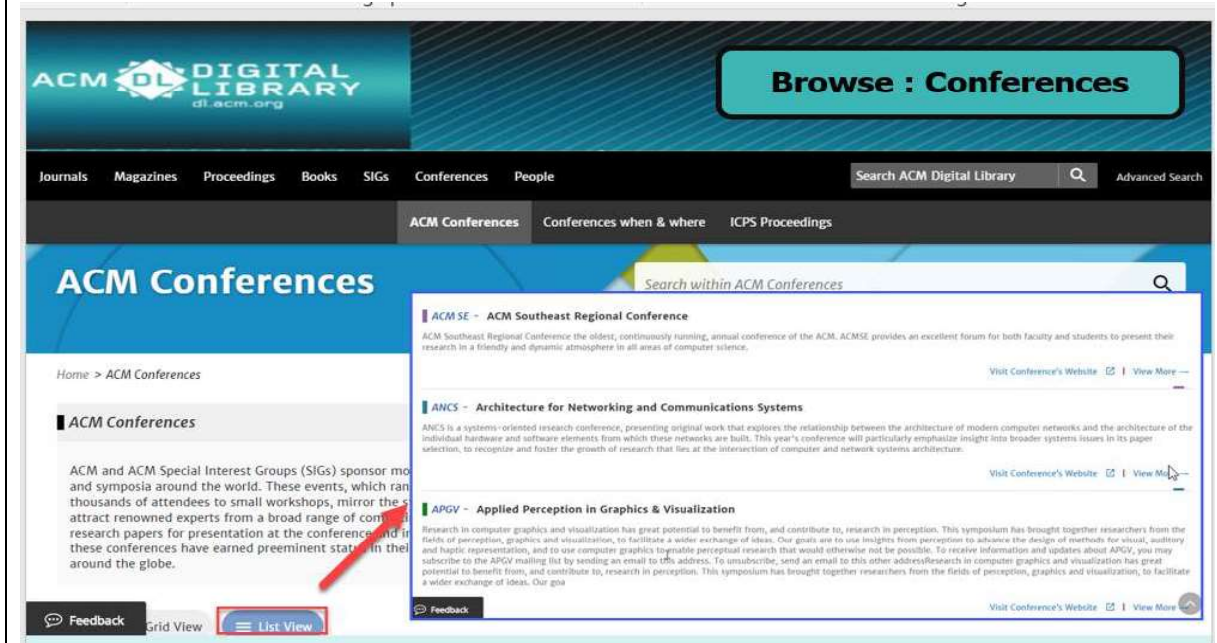 ACM DL DIGITAL
LIBRARY
dl.acm.org
Browse : Conferences
Journals Magazines Proceedings Books SIGs Conferences People Search ACM Digital Library Advanced Search
ACM Conferences Conferences when & where ICPS Proceedings
ACM Conferences
Search within ACM Conferences
Home > ACM Conferences
ACM Conferences
ACM and ACM Special Interest Groups (SIGs) sponsor
and symposia around the world. These events, which
thousands of attendees to small workshops, mirror the
attract renowned experts from a broad range of
research papers for presentation at the conference and
these conferences have earned preeminent status in
around the globe.
Feedback Grid View List View
ACM SE - ACM Southeast Regional Conference
ACM Southeast Regional Conference the oldest, continuously running, annual conference of the ACM. ACMSE provides an excellent forum for both faculty and students to present their
research in a friendly and dynamic atmosphere in all areas of computer science.
Visit Conference's Website | View More
ANCS - Architecture for Networking and Communications Systems
ANCS is a systems-oriented research conference, presenting original work that explores the relationship between the architecture of modern computer networks and the architecture of the
individual hardware and software elements from which these networks are built. This year's conference will particularly emphasize insight into broader systems issues in its paper
selection, to recognize and foster the growth of research that lies at the intersection of computer and network systems architecture.
Visit Conference's Website | View
APGV - Applied Perception in Graphics & Visualization
Research in computer graphics and visualization has great potential to benefit from, and contribute to, research in perception. This symposium has brought together researchers from the
fields of perception, graphics and visualization, to facilitate a wider exchange of ideas. Our goals are to use insights from perception to advance the design of methods for visual, auditory
and haptic representation, and to use computer graphics to enable perceptual research that would otherwise not be possible. To receive information and updates about APGV, you may
subscribe to the APGV mailing list by sending an email to this address. To unsubscribe, send an email to this other addressResearch in computer graphics and visualization has great
potential to benefit from, and contribute to, research in perception. This symposium has brought together researchers from the fields of perception, graphics and visualization, to facilitate
a wider exchange of ideas. Our goa
Feedback
Visit Conference's Website | View More